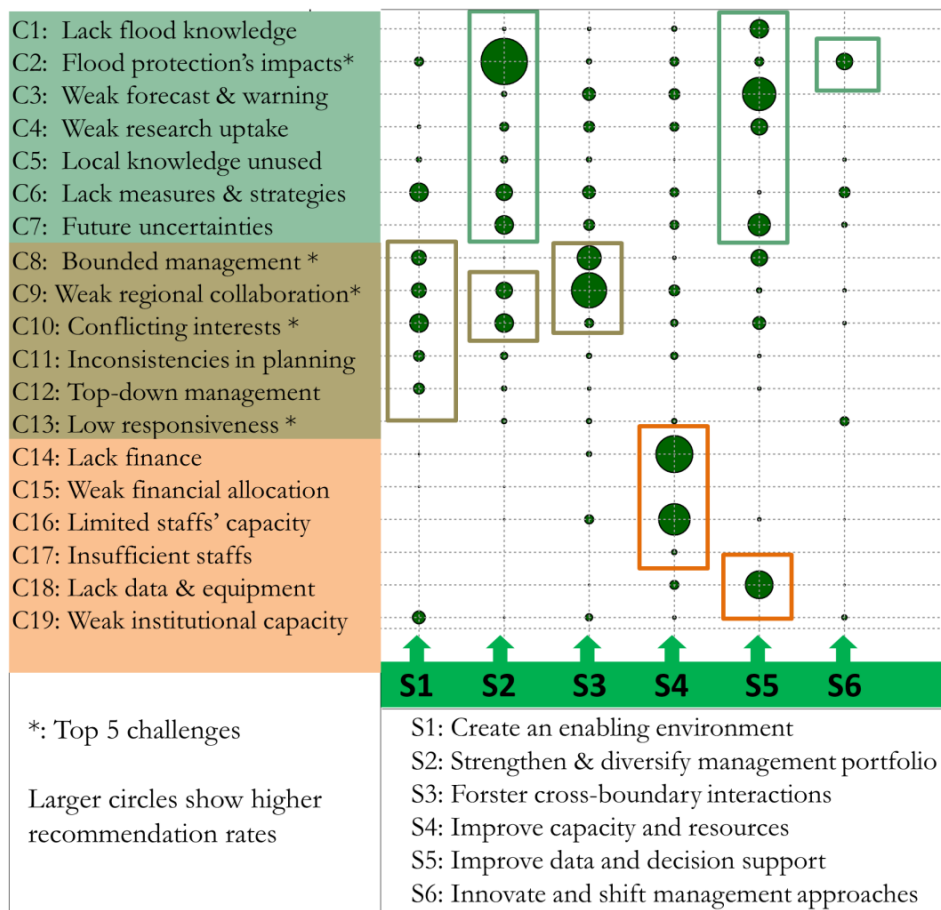 C1: Lack flood knowledge
C2: Flood protection's impacts*
C3: Weak forecast & warning
C4: Weak research uptake
C5: Local knowledge unused
C6: Lack measures & strategies
C7: Future uncertainties
C8: Bounded management *
C9: Weak regional collaboration*
C10: Conflicting interests *
C11: Inconsistencies in planning
C12: Top-down management
C13: Low responsiveness *
C14: Lack finance
C15: Weak financial allocation
C16: Limited staffs' capacity
C17: Insufficient staffs
C18: Lack data & equipment
C19: Weak institutional capacity
S1 S2 S3 S4 S5 S6
*: Top 5 challenges
Larger circles show higher
recommendation rates
S1: Create an enabling environment
S2: Strengthen & diversify management portfolio
S3: Forster cross-boundary interactions
S4: Improve capacity and resources
S5: Improve data and decision support
S6: Innovate and shift management approaches